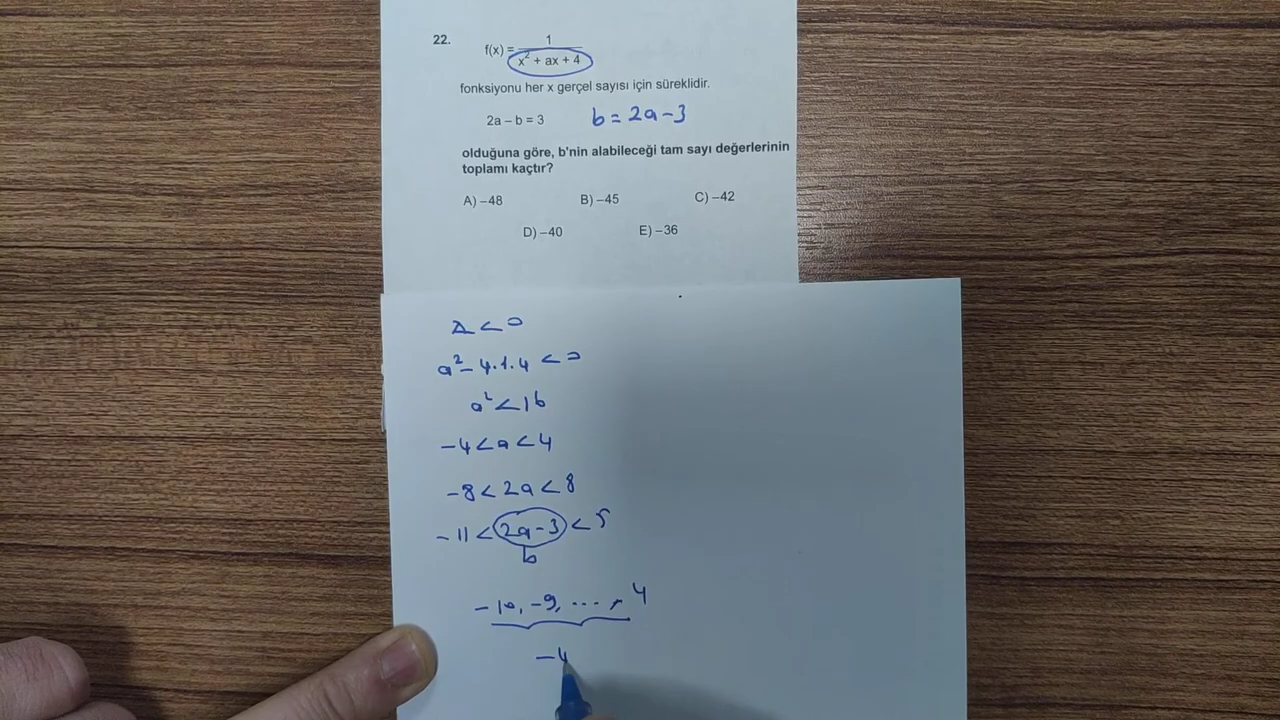 22.
f(x) = 1 / (x² + ax + 4)
fonksiyonu her x gerçel sayısı için süreklidir.
2a – b = 3 b = 2a – 3
olduğuna göre, b'nin alabileceği tam sayı değerlerinin
toplamı kaçtır?
A) –48 B) –45 C) –42
D) –40 E) –36
Δ < 0
a² – 4.1.4 < 0
a² < 16
–4 < a < 4
–8 < 2a < 8
–11 < 2a – 3 < 5
b
–10, –9, ... , 4
–4